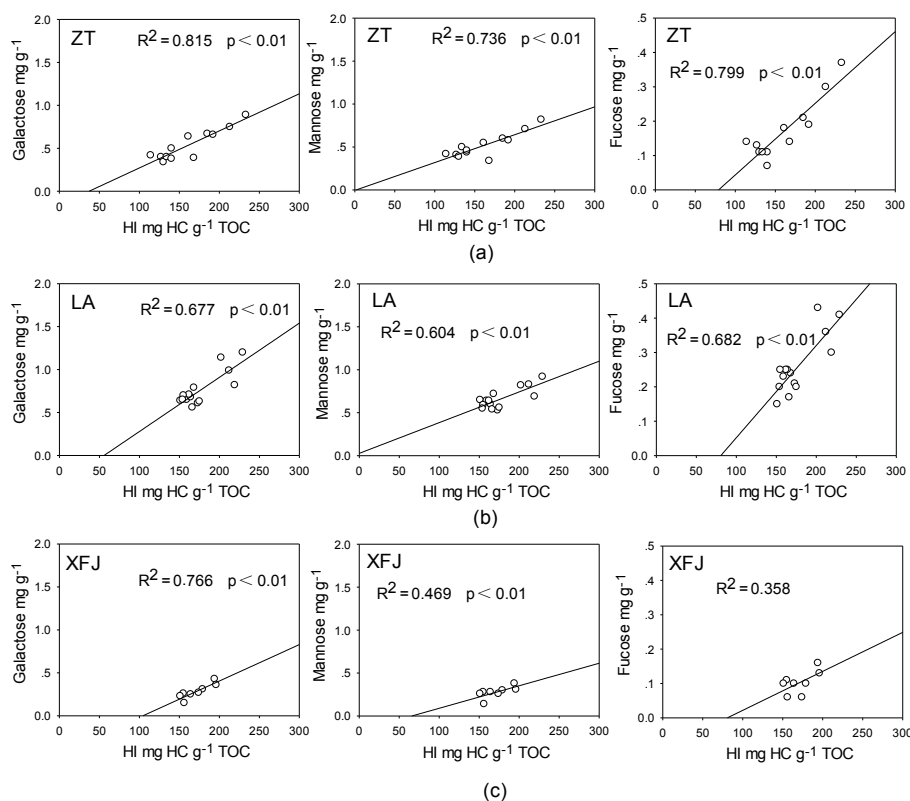 ZT
R² = 0.815 p < 0.01
Galactose mg g⁻¹
2.0
1.5
1.0
.5
0.0
0 50 100 150 200 250 300
HI mg HC g⁻¹ TOC
ZT
R² = 0.736 p < 0.01
Mannose mg g⁻¹
2.0
1.5
1.0
.5
0.0
0 50 100 150 200 250 300
HI mg HC g⁻¹ TOC
ZT
R² = 0.799 p < 0.01
Fucose mg g⁻¹
.5
.4
.3
.2
.1
0.0
0 50 100 150 200 250 300
HI mg HC g⁻¹ TOC
(a)
LA
R² = 0.677 p < 0.01
Galactose mg g⁻¹
2.0
1.5
1.0
.5
0.0
0 50 100 150 200 250 300
HI mg HC g⁻¹ TOC
LA
R² = 0.604 p < 0.01
Mannose mg g⁻¹
2.0
1.5
1.0
.5
0.0
0 50 100 150 200 250 300
HI mg HC g⁻¹ TOC
LA
R² = 0.682 p < 0.01
Fucose mg g⁻¹
.5
.4
.3
.2
.1
0.0
0 50 100 150 200 250 300
HI mg HC g⁻¹ TOC
(b)
XFJ
R² = 0.766 p < 0.01
Galactose mg g⁻¹
2.0
1.5
1.0
.5
0.0
0 50 100 150 200 250 300
HI mg HC g⁻¹ TOC
XFJ
R² = 0.469 p < 0.01
Mannose mg g⁻¹
2.0
1.5
1.0
.5
0.0
0 50 100 150 200 250 300
HI mg HC g⁻¹ TOC
XFJ
R² = 0.358
Fucose mg g⁻¹
.5
.4
.3
.2
.1
0.0
0 50 100 150 200 250 300
HI mg HC g⁻¹ TOC
(c)